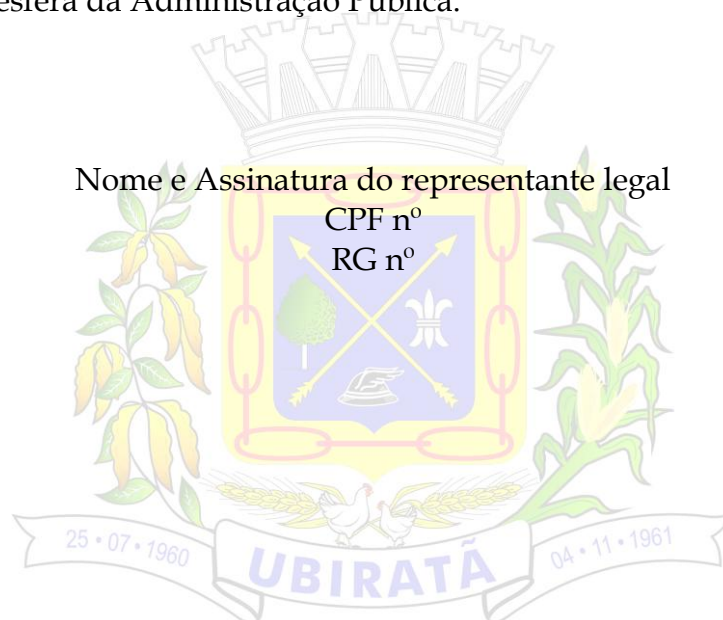 esfera da Administração Pública.
Nome e Assinatura do representante legal
CPF nº
RG nº
25 • 07 • 1960
UBIRATÃ
04 • 11 • 1961